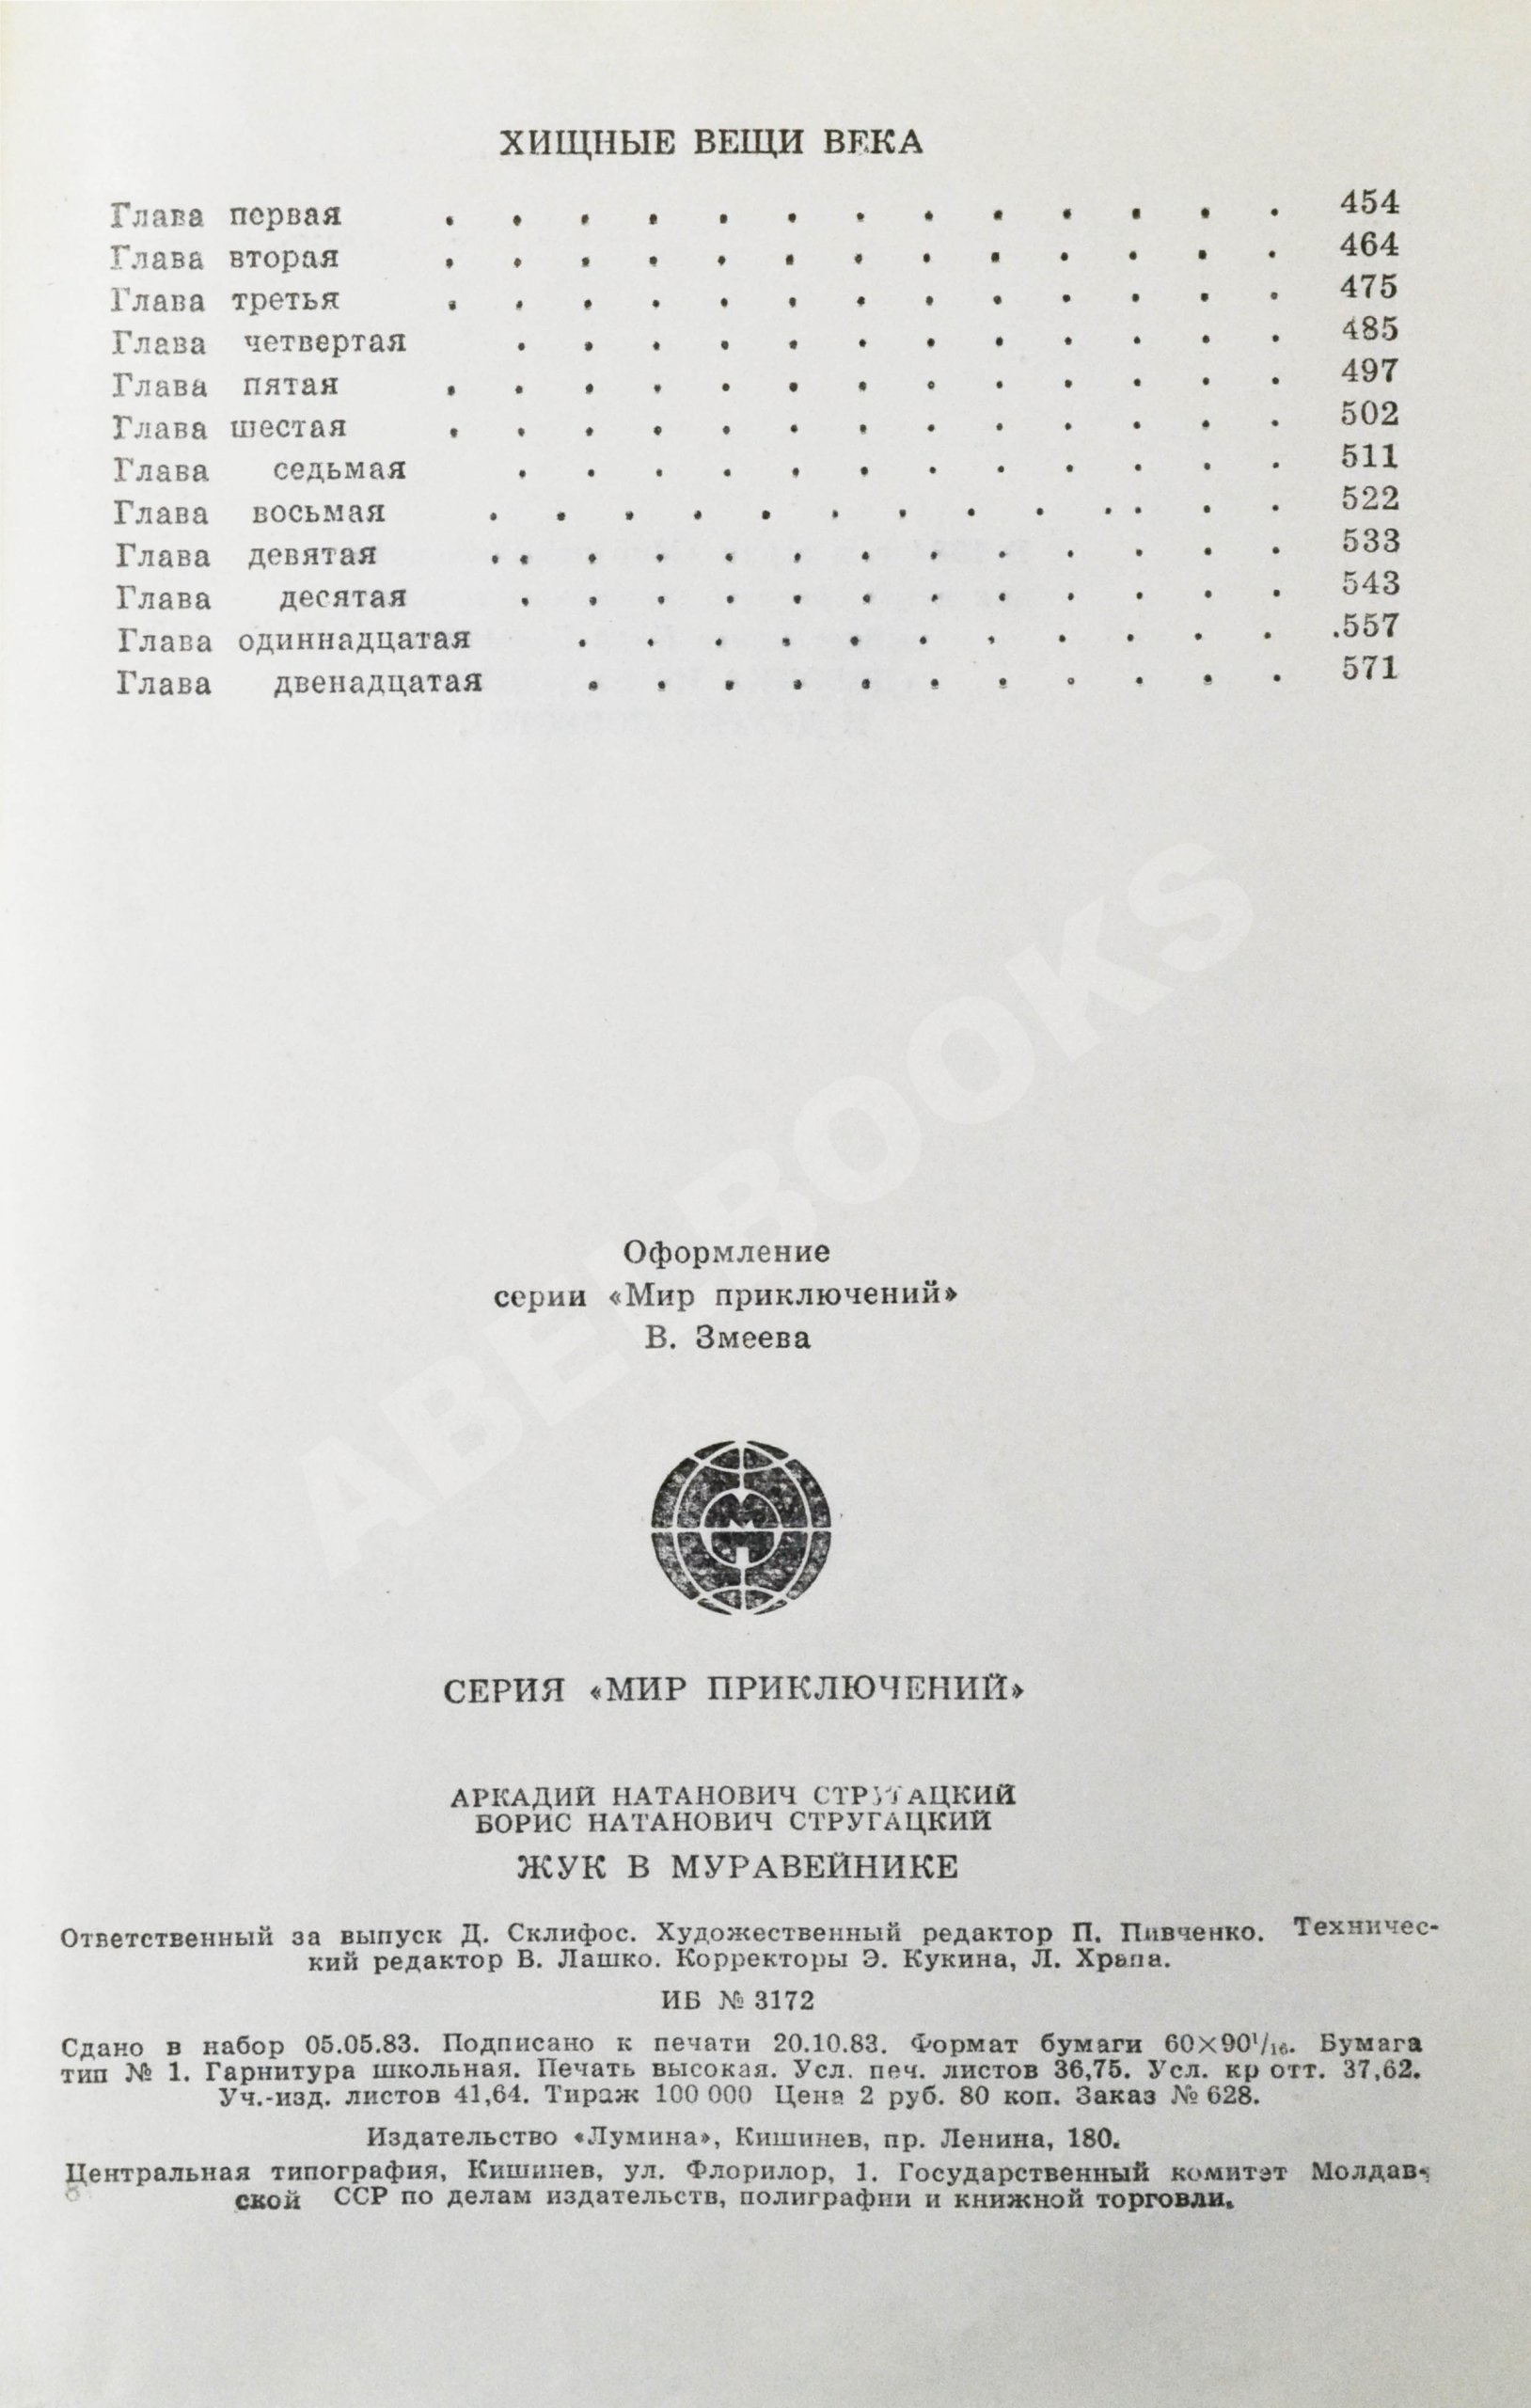 ХИЩНЫЕ ВЕЩИ ВЕКА
Глава первая . . . . . . . . . . . . . 454
Глава вторая . . . . . . . . . . . . . 464
Глава третья . . . . . . . . . . . . . 475
Глава четвертая . . . . . . . . . . . . 485
Глава пятая . . . . . . . . . . . . . 497
Глава шестая . . . . . . . . . . . . . 502
Глава седьмая . . . . . . . . . . . . 511
Глава восьмая . . . . . . . . . . . . . 522
Глава девятая . . . . . . . . . . . . . 533
Глава десятая . . . . . . . . . . . . 543
Глава одиннадцатая . . . . . . . . . . . .557
Глава двенадцатая . . . . . . . . . . . 571
Оформление
серии «Мир приключений»
В. Змеева
ABEL BOOKS
СЕРИЯ «МИР ПРИКЛЮЧЕНИЙ»
АРКАДИЙ НАТАНОВИЧ СТРУГАЦКИЙ
БОРИС НАТАНОВИЧ СТРУГАЦКИЙ
ЖУК В МУРАВЕЙНИКЕ
Ответственный за выпуск Д. Склифос. Художественный редактор П. Пивченко. Техничес-
кий редактор В. Лашко. Корректоры Э. Кукина, Л. Храпа.
ИБ № 3172
Сдано в набор 05.05.83. Подписано к печати 20.10.83. Формат бумаги 60×90¹/₁₆. Бумага
тип № 1. Гарнитура школьная. Печать высокая. Усл. печ. листов 36,75. Усл. кр отт. 37,62.
Уч.-изд. листов 41,64. Тираж 100 000 Цена 2 руб. 80 коп. Заказ № 628.
Издательство «Лумина», Кишинев, пр. Ленина, 180.
Центральная типография, Кишинев, ул. Флорилор, 1. Государственный комитет Молдав-
ской ССР по делам издательств, полиграфии и книжной торговли.